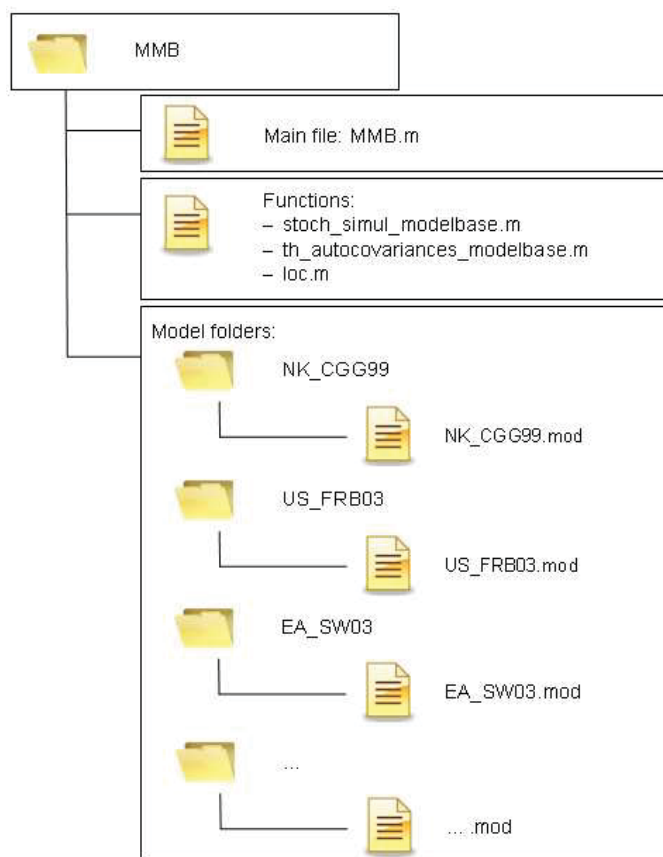 MMB
Main file: MMB.m
Functions:
– stoch_simul_modelbase.m
– th_autocovariances_modelbase.m
– loc.m
Model folders:
NK_CGG99
NK_CGG99.mod
US_FRB03
US_FRB03.mod
EA_SW03
EA_SW03.mod
...
... .mod